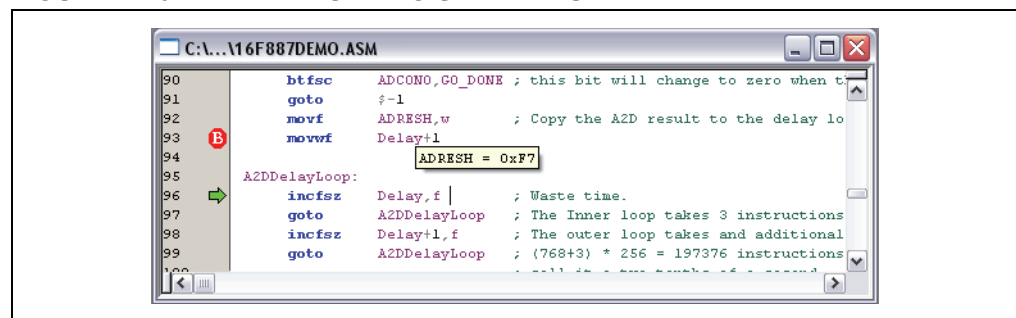 C:\...\16F887DEMO.ASM
90 btfsc ADCON0,GO_DONE ; this bit will change to zero when t
91 goto $-1
92 movf ADRESH,w ; Copy the A2D result to the delay lo
93 B movwf Delay+1
94
ADRESH = 0xF7
95 A2DDelayLoop:
96 incfsz Delay,f ; Waste time.
97 goto A2DDelayLoop ; The Inner loop takes 3 instructions
98 incfsz Delay+1,f ; The outer loop takes and additional
99 goto A2DDelayLoop ; (768+3) * 256 = 197376 instructions